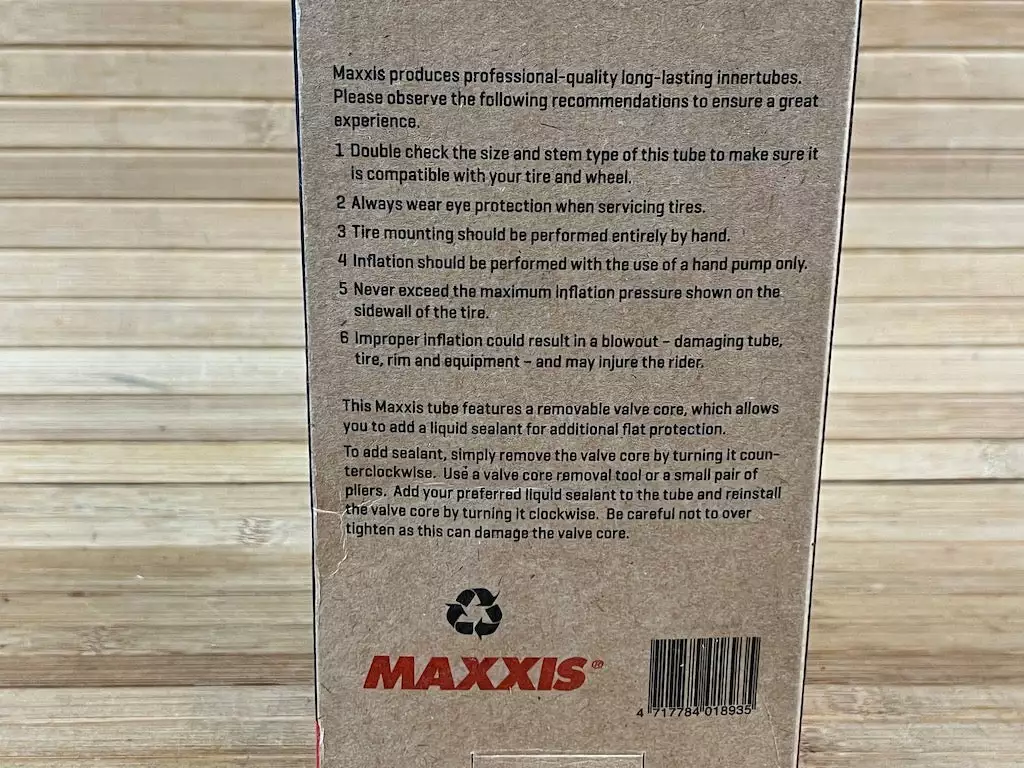 Maxxis produces professional-quality long-lasting innertubes.
Please observe the following recommendations to ensure a great
experience.
1 Double check the size and stem type of this tube to make sure it
is compatible with your tire and wheel.
2 Always wear eye protection when servicing tires.
3 Tire mounting should be performed entirely by hand.
4 Inflation should be performed with the use of a hand pump only.
5 Never exceed the maximum inflation pressure shown on the
sidewall of the tire.
6 Improper inflation could result in a blowout – damaging tube,
tire, rim and equipment – and may injure the rider.
This Maxxis tube features a removable valve core, which allows
you to add a liquid sealant for additional flat protection.
To add sealant, simply remove the valve core by turning it coun-
terclockwise. Use a valve core removal tool or a small pair of
pliers. Add your preferred liquid sealant to the tube and reinstall
the valve core by turning it clockwise. Be careful not to over
tighten as this can damage the valve core.
MAXXIS®
4 717784 018935